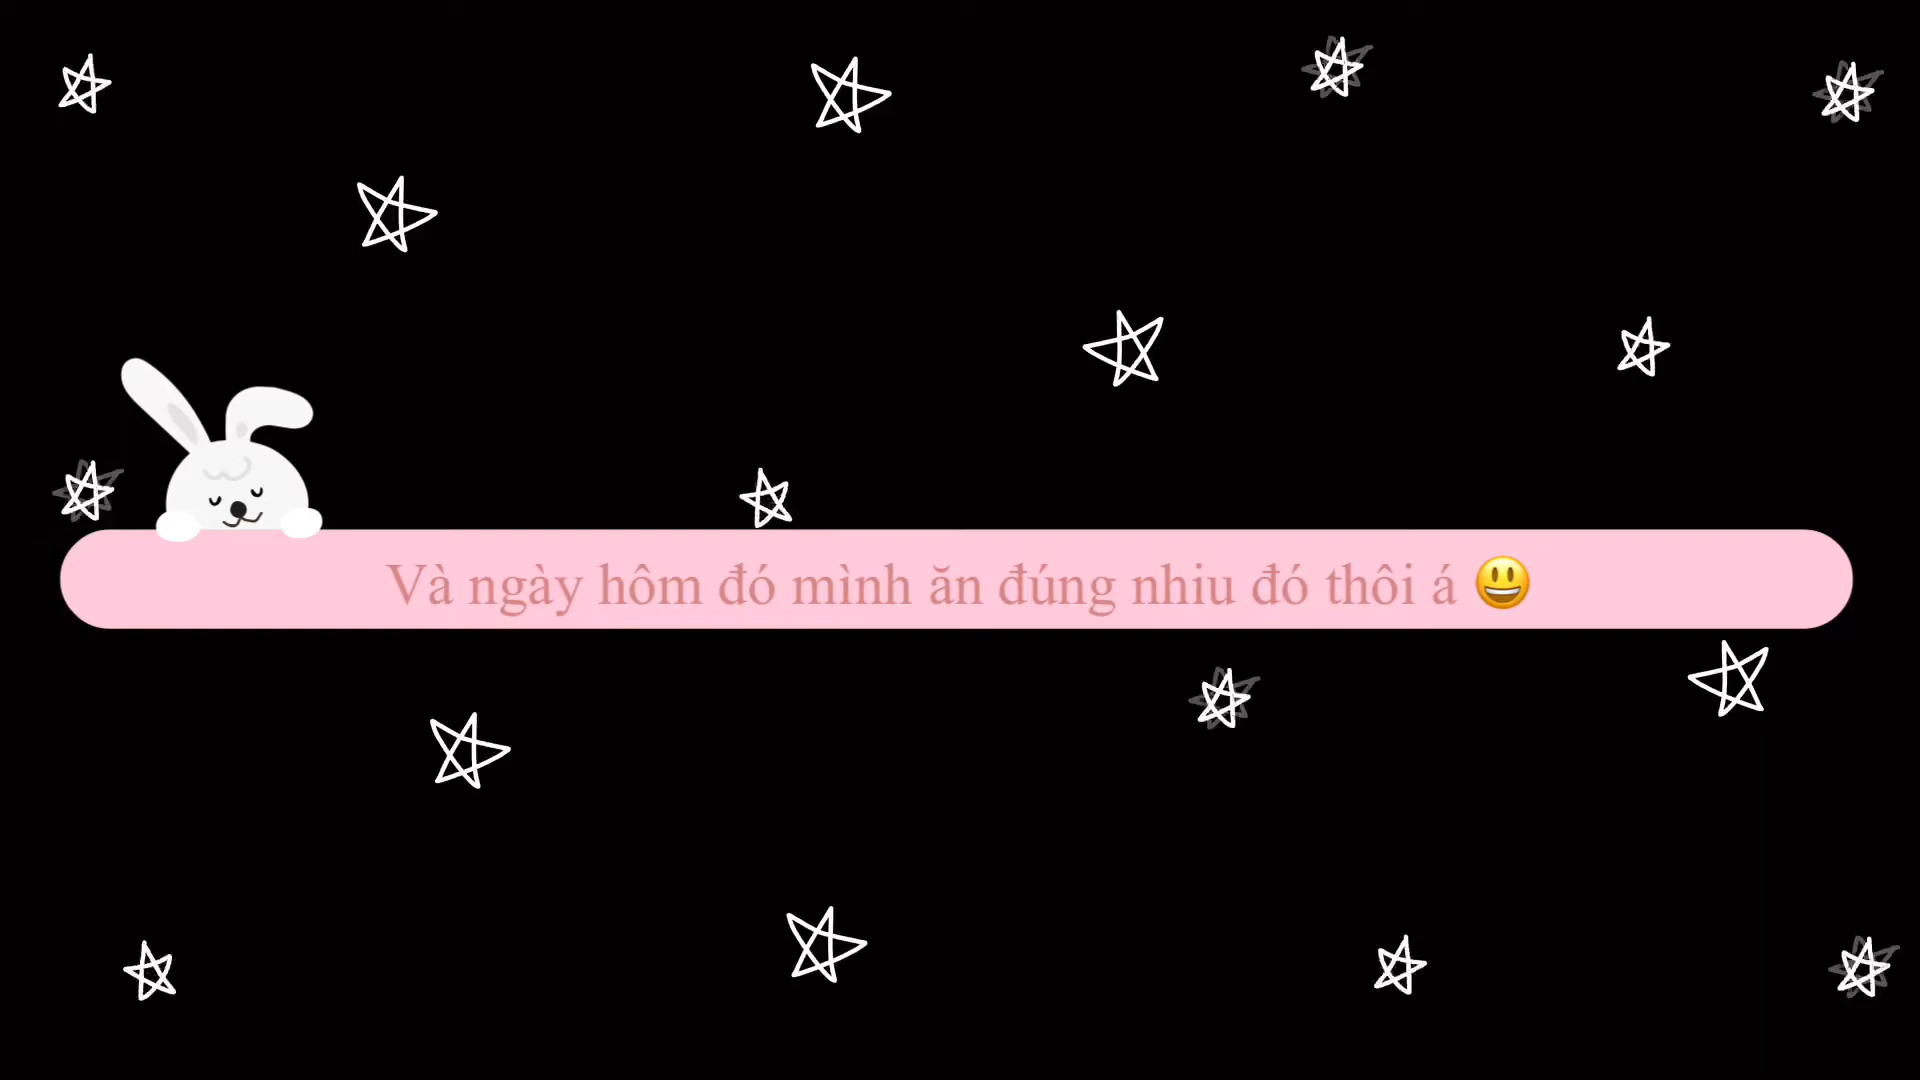 Và ngày hôm đó mình ăn đúng nhiu đó thôi á 😃